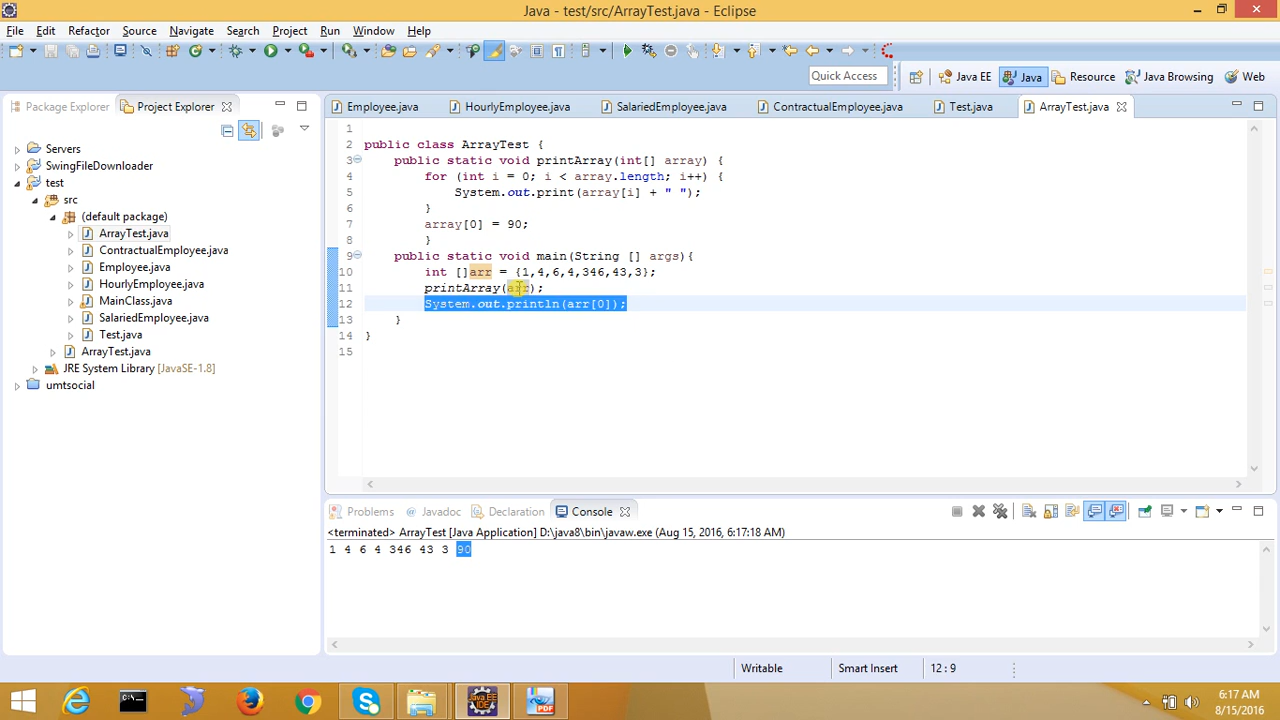 Java - test/src/ArrayTest.java - Eclipse
File Edit Refactor Source Navigate Search Project Run Window Help
Quick Access Java EE Java Resource Java Browsing Web
Package Explorer Project Explorer
Employee.java HourlyEmployee.java SalariedEmployee.java ContractualEmployee.java Test.java ArrayTest.java
Servers
SwingFileDownloader
test
src
(default package)
ArrayTest.java
ContractualEmployee.java
Employee.java
HourlyEmployee.java
MainClass.java
SalariedEmployee.java
Test.java
ArrayTest.java
JRE System Library [JavaSE-1.8]
umtsocial
1
2 public class ArrayTest {
3 public static void printArray(int[] array) {
4 for (int i = 0; i < array.length; i++) {
5 System.out.print(array[i] + " ");
6 }
7 array[0] = 90;
8 }
9 public static void main(String [] args){
10 int []arr = {1,4,6,4,346,43,3};
11 printArray(arr);
12 System.out.println(arr[0]);
13 }
14 }
15
Problems Javadoc Declaration Console
<terminated> ArrayTest [Java Application] D:\java8\bin\javaw.exe (Aug 15, 2016, 6:17:18 AM)
1 4 6 4 346 43 3 90
Writable Smart Insert 12 : 9
Java EE
IDE
PDF
6:17 AM
8/15/2016